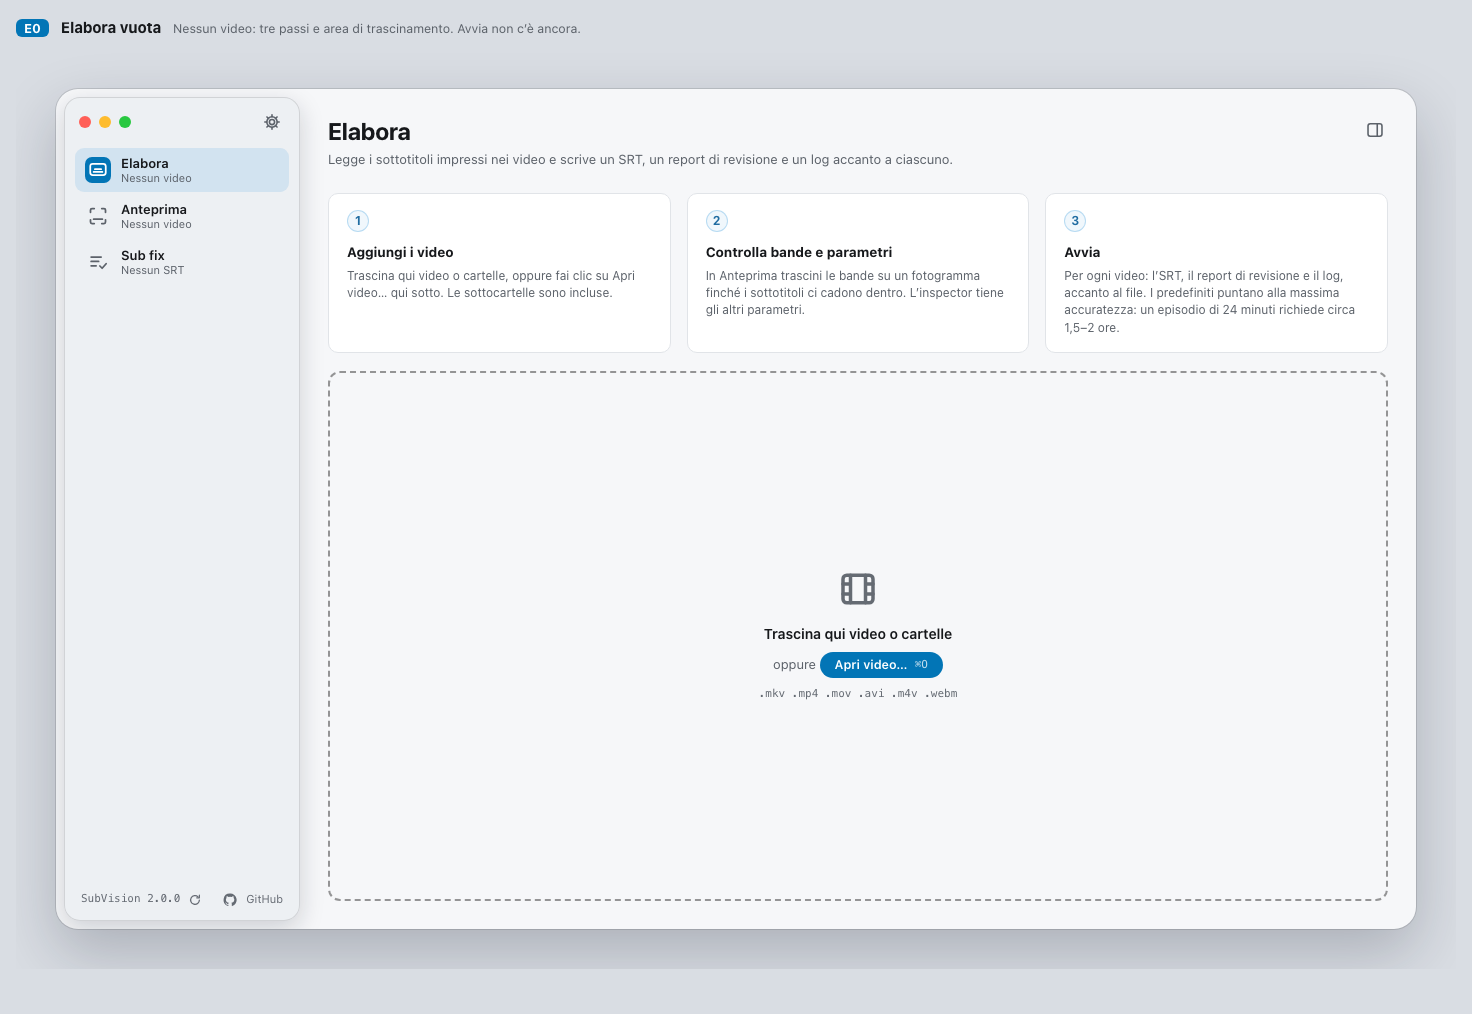 E0 Elabora vuota Nessun video: tre passi e area di trascinamento. Avvia non c'è ancora.
Elabora
Nessun video
Anteprima
Nessun video
Sub fix
Nessun SRT
SubVision 2.0.0 GitHub
Elabora
Legge i sottotitoli impressi nei video e scrive un SRT, un report di revisione e un log accanto a ciascuno.
1
Aggiungi i video
Trascina qui video o cartelle, oppure fai clic su Apri
video… qui sotto. Le sottocartelle sono incluse.
2
Controlla bande e parametri
In Anteprima trascini le bande su un fotogramma
finché i sottotitoli ci cadono dentro. L'inspector tiene
gli altri parametri.
3
Avvia
Per ogni video: l'SRT, il report di revisione e il log,
accanto al file. I predefiniti puntano alla massima
accuratezza: un episodio di 24 minuti richiede circa
1,5–2 ore.
Trascina qui video o cartelle
oppure Apri video… ⌘O
.mkv .mp4 .mov .avi .m4v .webm